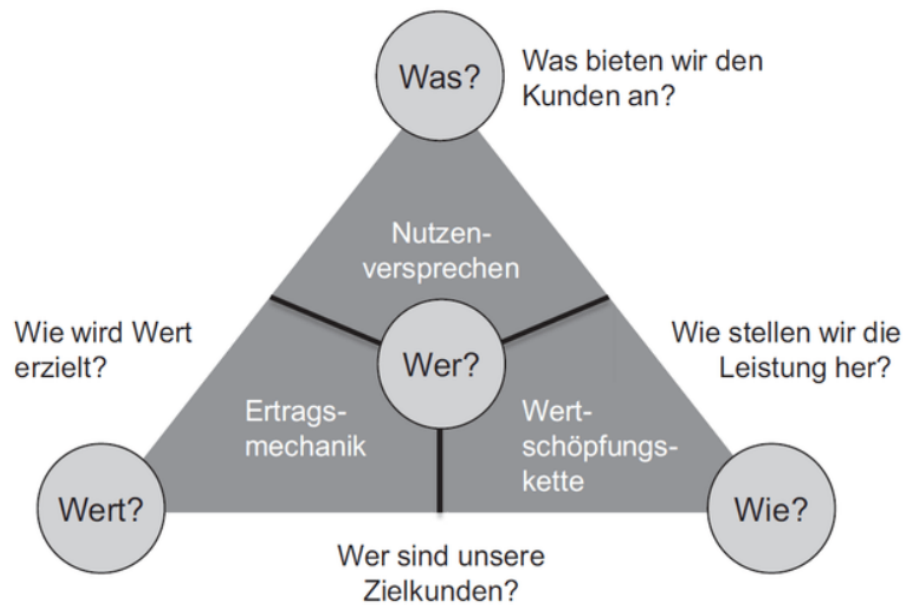 Was?
Was bieten wir den
Kunden an?
Nutzen-
versprechen
Wie wird Wert
erzielt?
Wer?
Wie stellen wir die
Leistung her?
Ertrags-
mechanik
Wert-
schöpfungs-
kette
Wert?
Wie?
Wer sind unsere
Zielkunden?